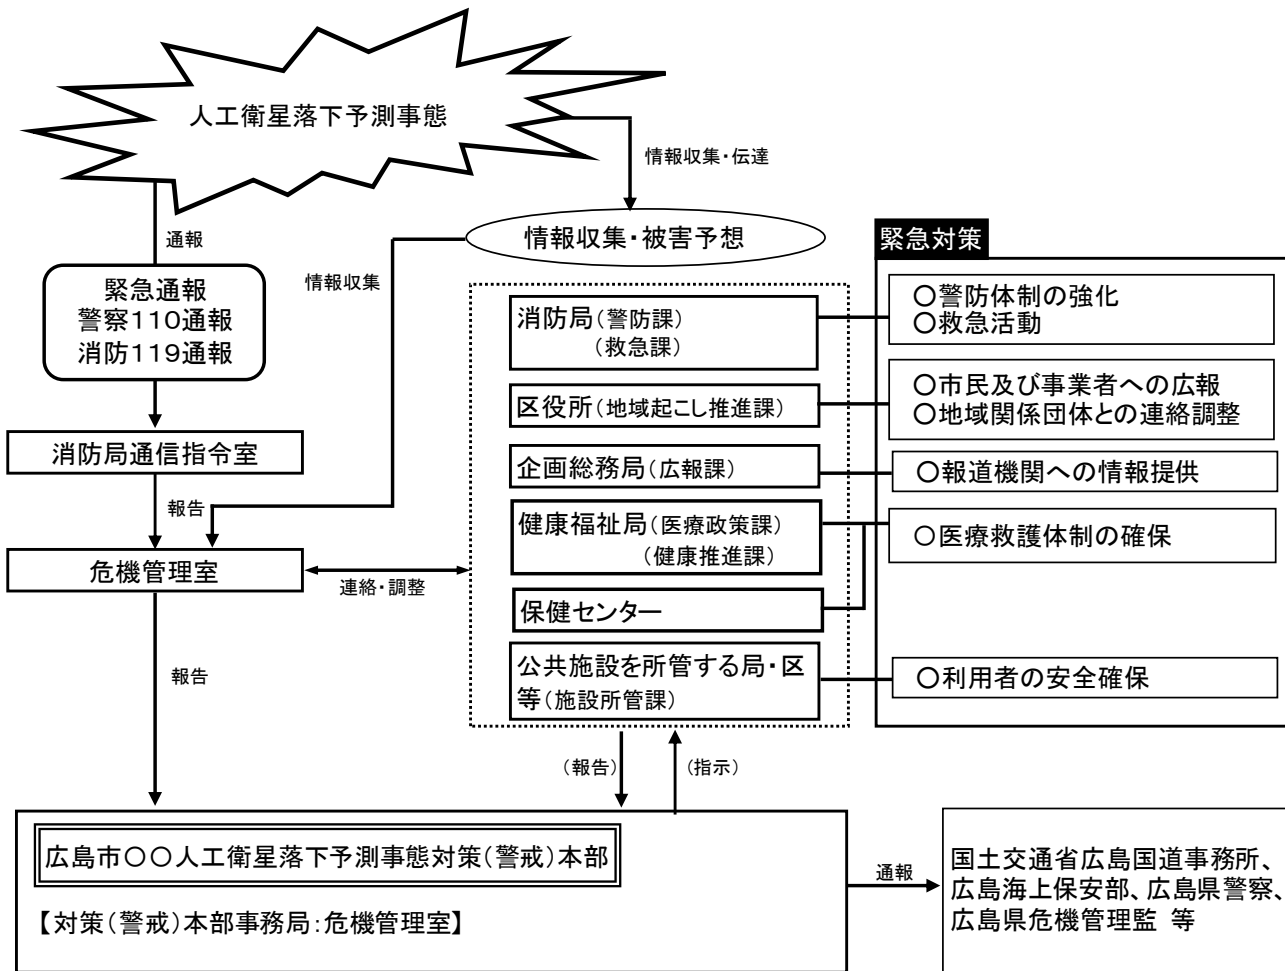 人工衛星落下予測事態
情報収集・伝達
通報
情報収集・被害予想
緊急対策
緊急通報
警察110通報
消防119通報
情報収集
消防局(警防課)
(救急課)
〇警防体制の強化
〇救急活動
区役所(地域起こし推進課)
〇市民及び事業者への広報
〇地域関係団体との連絡調整
消防局通信指令室
企画総務局(広報課)
〇報道機関への情報提供
報告
健康福祉局(医療政策課)
(健康推進課)
〇医療救護体制の確保
危機管理室
連絡・調整
保健センター
公共施設を所管する局・区
等(施設所管課)
〇利用者の安全確保
報告
(報告)
(指示)
広島市〇〇人工衛星落下予測事態対策(警戒)本部
【対策(警戒)本部事務局:危機管理室】
通報
国土交通省広島国道事務所、
広島海上保安部、広島県警察、
広島県危機管理監 等